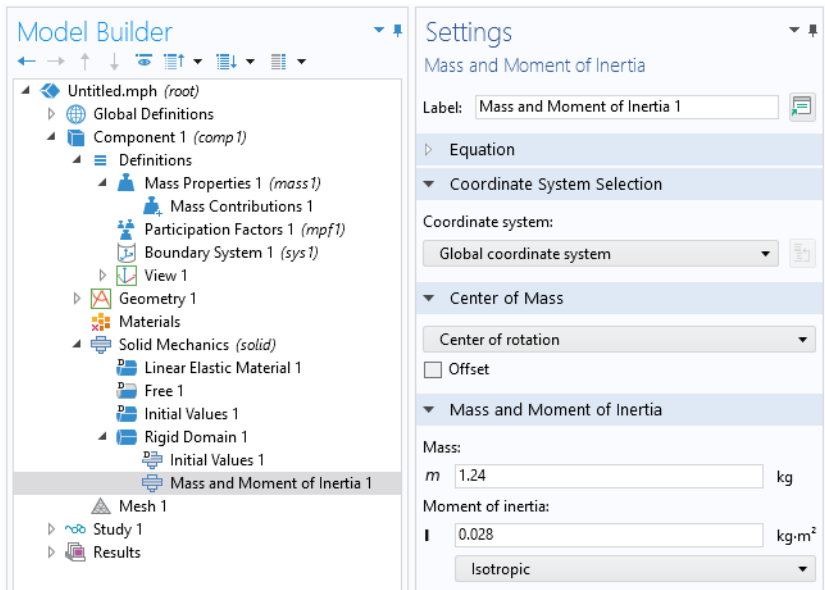 Model Builder
Untitled.mph (root)
Global Definitions
Component 1 (comp1)
Definitions
Mass Properties 1 (mass1)
Mass Contributions 1
Participation Factors 1 (mpf1)
Boundary System 1 (sys1)
View 1
Geometry 1
Materials
Solid Mechanics (solid)
Linear Elastic Material 1
Free 1
Initial Values 1
Rigid Domain 1
Initial Values 1
Mass and Moment of Inertia 1
Mesh 1
Study 1
Results
Settings
Mass and Moment of Inertia
Label: Mass and Moment of Inertia 1
Equation
Coordinate System Selection
Coordinate system:
Global coordinate system
Center of Mass
Center of rotation
Offset
Mass and Moment of Inertia
Mass:
m 1.24 kg
Moment of inertia:
I 0.028 kg·m²
Isotropic